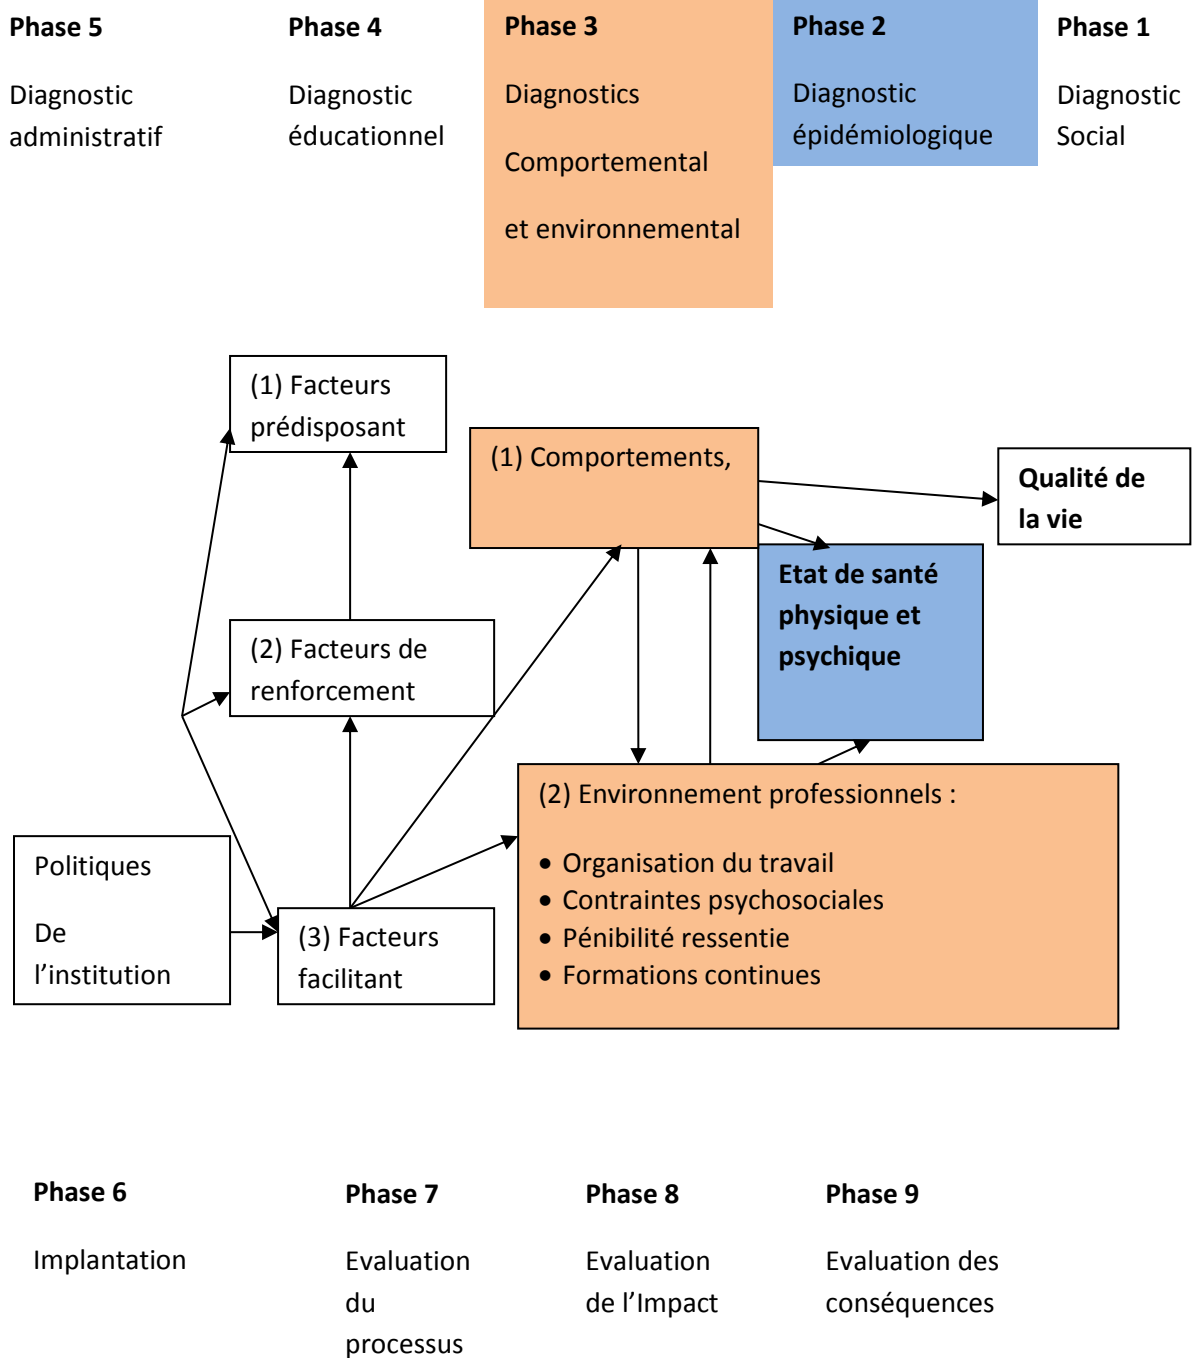 Phase 5
Diagnostic
administratif
Phase 4
Diagnostic
éducationnel
Phase 3
Diagnostics
Comportemental
et environnemental
Phase 2
Diagnostic
épidémiologique
Phase 1
Diagnostic
Social
(1) Facteurs
prédisposant
(1) Comportements,
Qualité de
la vie
Etat de santé
physique et
psychique
(2) Facteurs de
renforcement
(2) Environnement professionnels :
• Organisation du travail
• Contraintes psychosociales
• Pénibilité ressentie
• Formations continues
Politiques
De
l’institution
(3) Facteurs
facilitant
Phase 6
Implantation
Phase 7
Evaluation
du
processus
Phase 8
Evaluation
de l’Impact
Phase 9
Evaluation des
conséquences